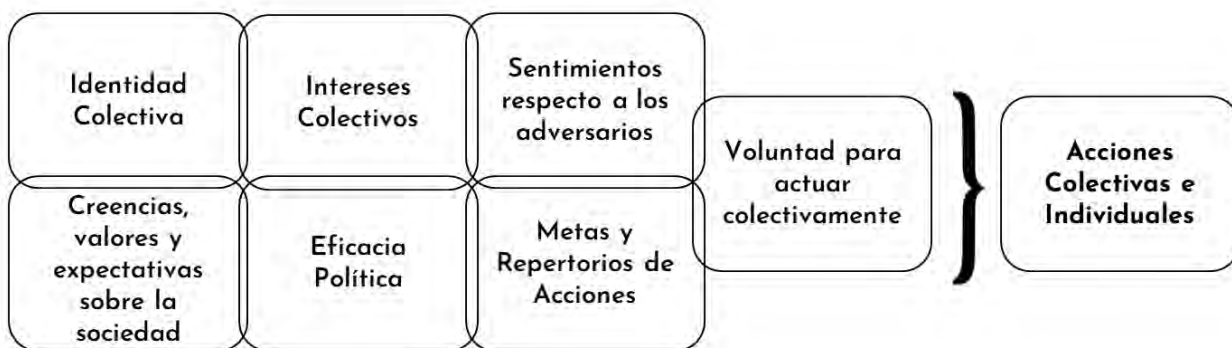 Identidad
Colectiva
Intereses
Colectivos
Sentimientos
respecto a los
adversarios
Creencias,
valores y
expectativas
sobre la
sociedad
Eficacia
Política
Metas y
Repertorios de
Acciones
Voluntad para
actuar
colectivamente
}
Acciones
Colectivas e
Individuales